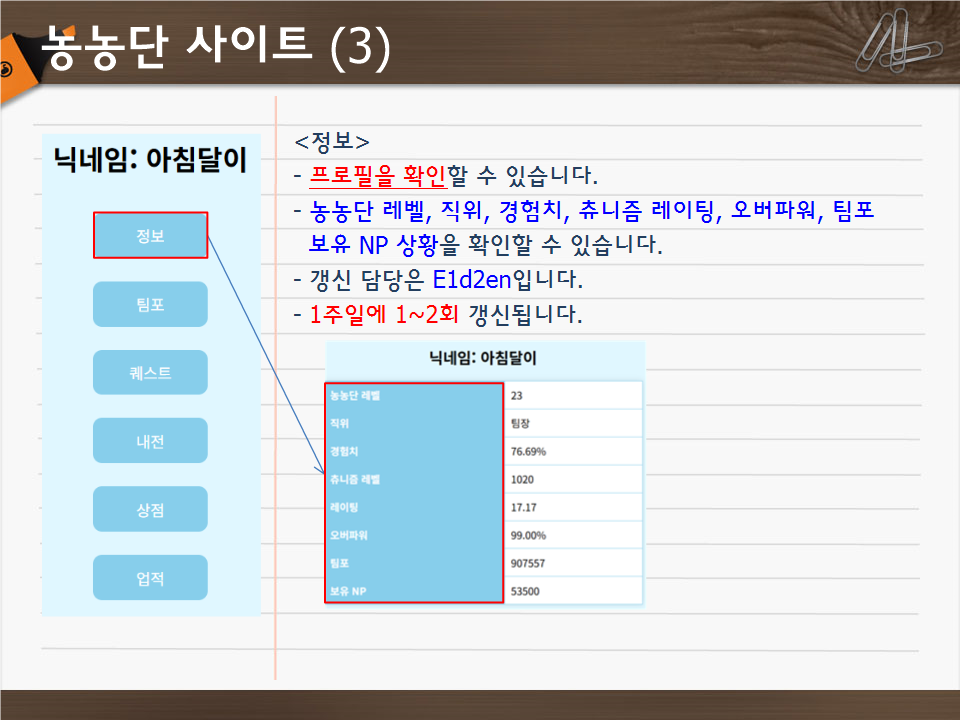 농농단 사이트 (3)
닉네임: 아침달이
정보
팀포
퀘스트
내전
상점
업적
<정보>
- 프로필을 확인할 수 있습니다.
- 농농단 레벨, 직위, 경험치, 츄니즘 레이팅, 오버파워, 팀포
보유 NP 상황을 확인할 수 있습니다.
- 갱신 담당은 E1d2en입니다.
- 1주일에 1~2회 갱신됩니다.
닉네임: 아침달이
농농단 레벨 23
직위 팀장
경험치 76.69%
츄니즘 레벨 1020
레이팅 17.17
오버파워 99.00%
팀포 907557
보유 NP 53500